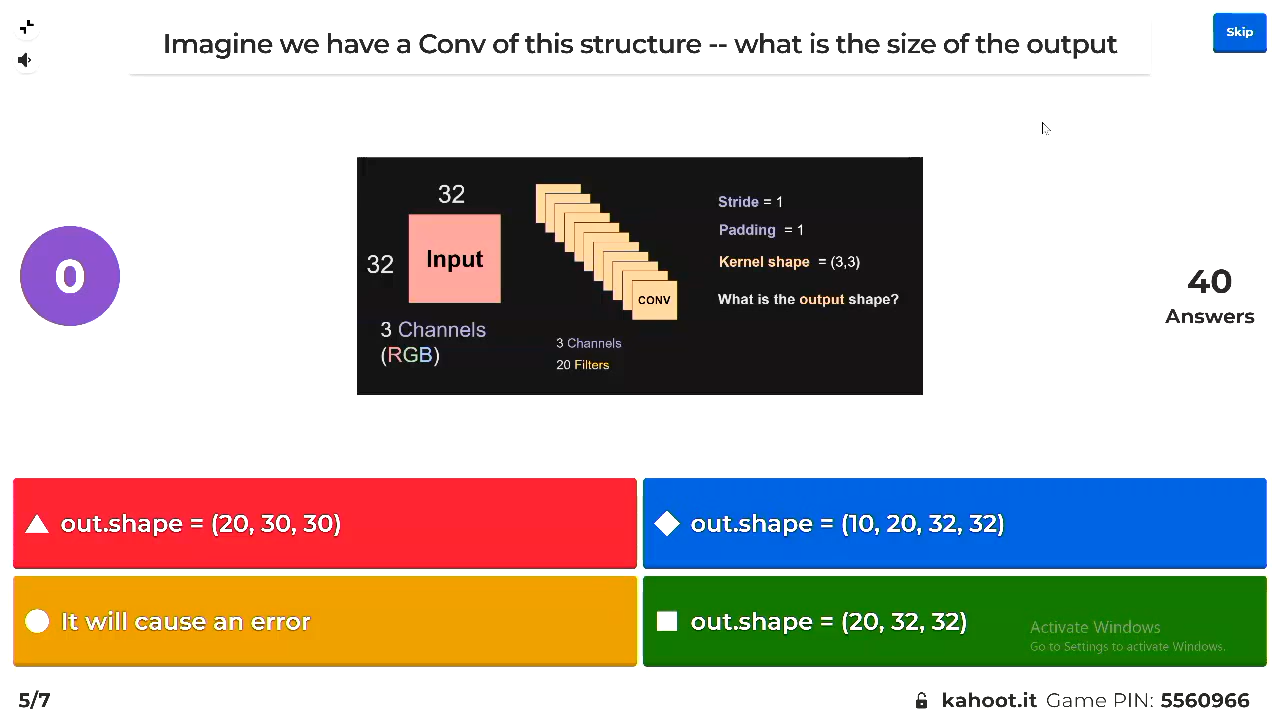 Imagine we have a Conv of this structure -- what is the size of the output
Skip
0
32
32
Input
3 Channels
(RGB)
CONV
3 Channels
20 Filters
Stride = 1
Padding = 1
Kernel shape = (3,3)
What is the output shape?
40
Answers
out.shape = (20, 30, 30)
out.shape = (10, 20, 32, 32)
It will cause an error
out.shape = (20, 32, 32)
Activate Windows
Go to Settings to activate Windows.
5/7
kahoot.it Game PIN: 5560966